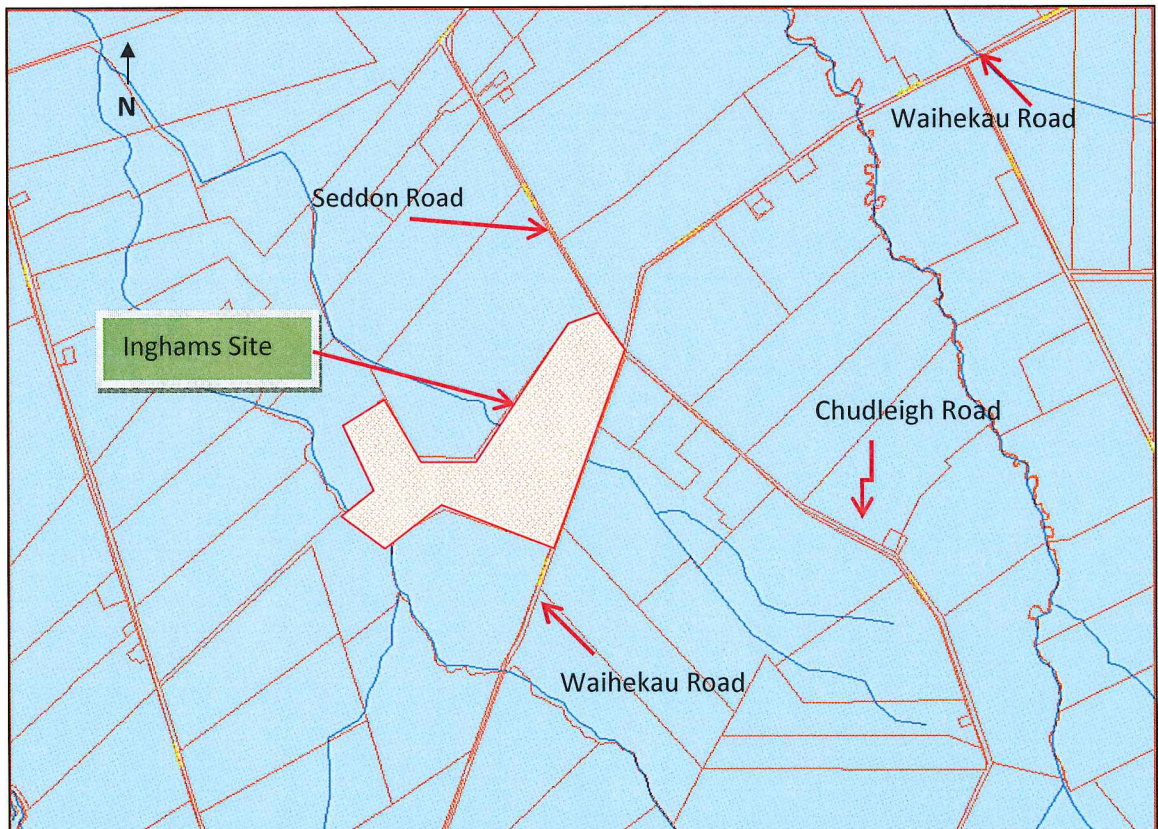 N
Waihekau Road
Seddon Road
Inghams Site
Chudleigh Road
Waihekau Road